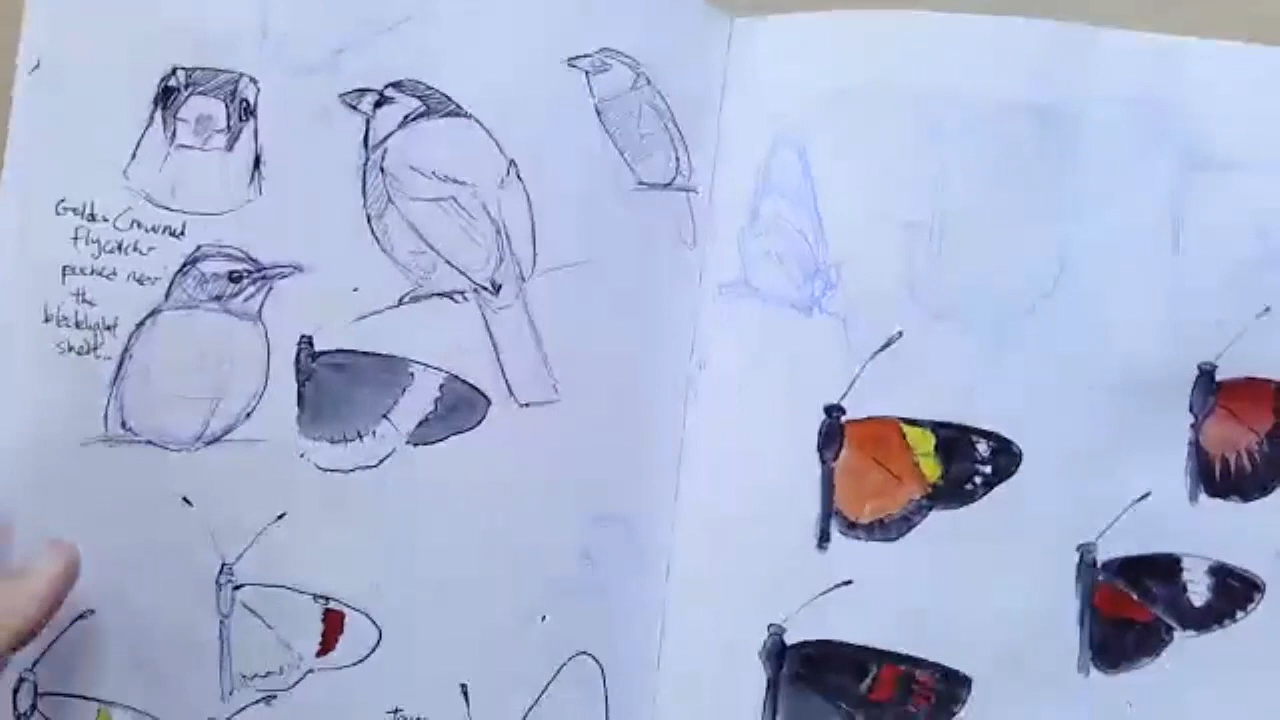 Golden Crowned
flycatcher
perched near
the
blacklight
sheet..